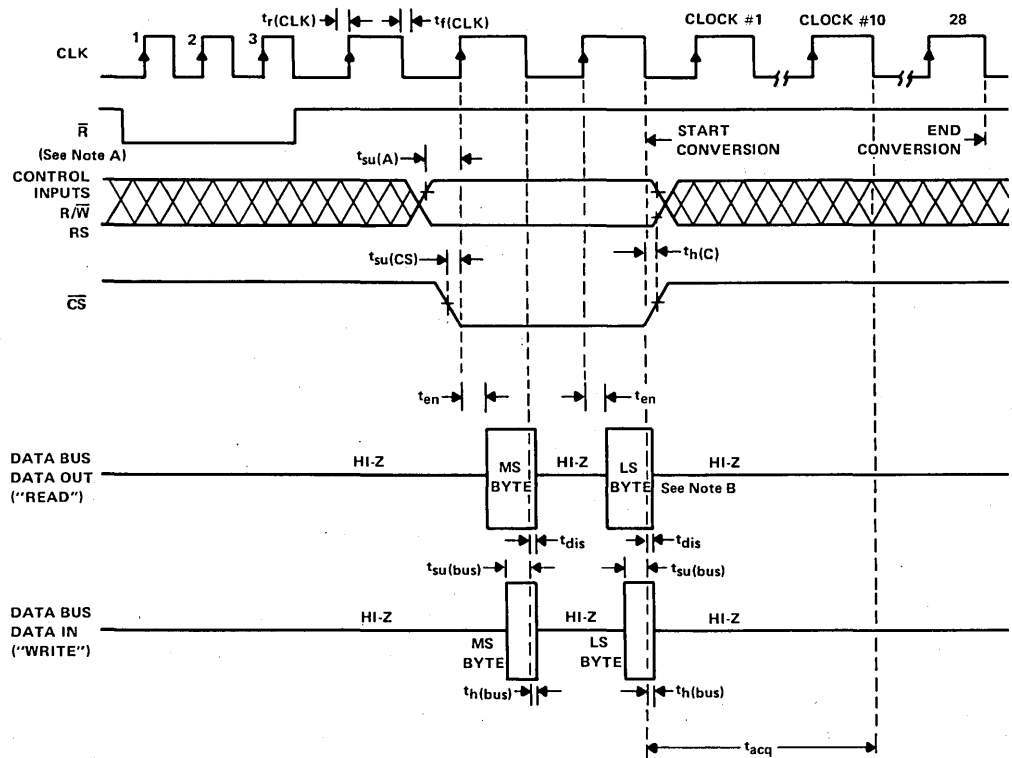 tr(CLK)
tf(CLK)
CLOCK #1
CLOCK #10
28
1
2
3
CLK
R̅
(See Note A)
START
CONVERSION
END
CONVERSION
tsu(A)
CONTROL
INPUTS
R/W̅
RS
tsu(CS)
th(C)
C̅S̅
ten
ten
DATA BUS
DATA OUT
("READ")
HI-Z
MS
BYTE
HI-Z
LS
BYTE
HI-Z
See Note B
tdis
tdis
tsu(bus)
tsu(bus)
DATA BUS
DATA IN
("WRITE")
HI-Z
MS
BYTE
HI-Z
LS
BYTE
HI-Z
th(bus)
th(bus)
tacq